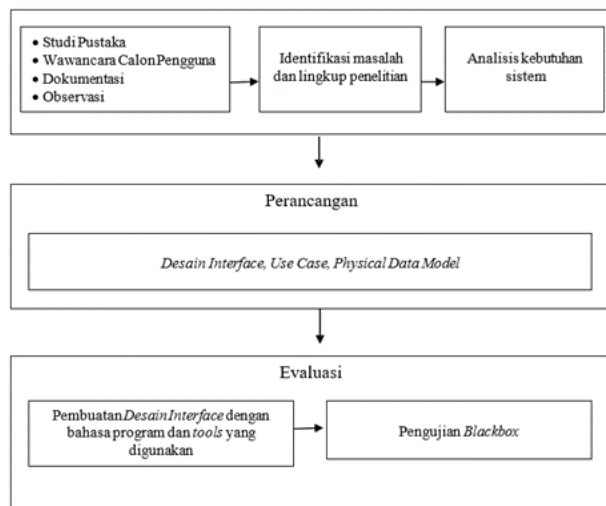 • Studi Pustaka
• Wawancara Calon Pengguna
• Dokumentasi
• Observasi
Identifikasi masalah
dan lingkup penelitian
Analisis kebutuhan
sistem
Perancangan
Desain Interface, Use Case, Physical Data Model
Evaluasi
Pembuatan Desain Interface dengan
bahasa program dan tools yang
digunakan
Pengujian Blackbox